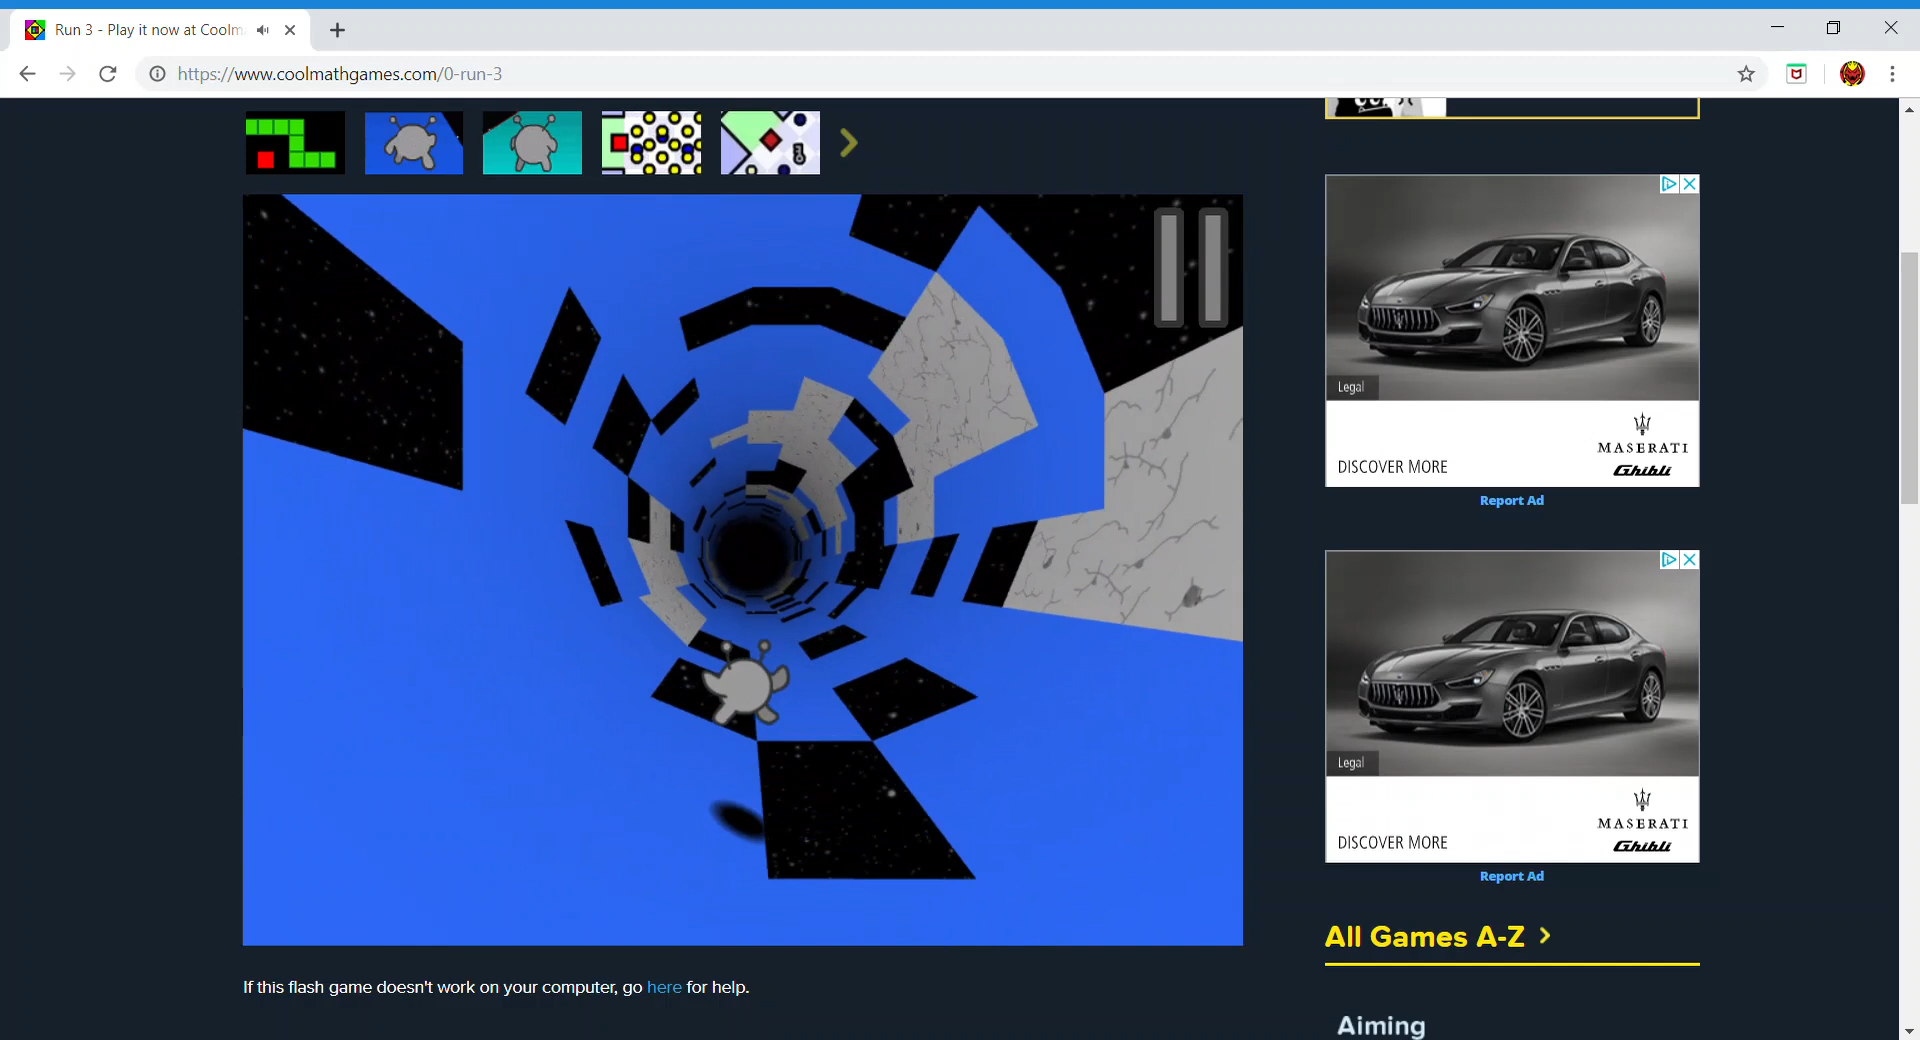 Run 3 - Play it now at Coolm
https://www.coolmathgames.com/0-run-3
Legal
DISCOVER MORE
MASERATI
Ghibli
Report Ad
Legal
DISCOVER MORE
MASERATI
Ghibli
Report Ad
All Games A-Z
If this flash game doesn't work on your computer, go here for help.
Aiming